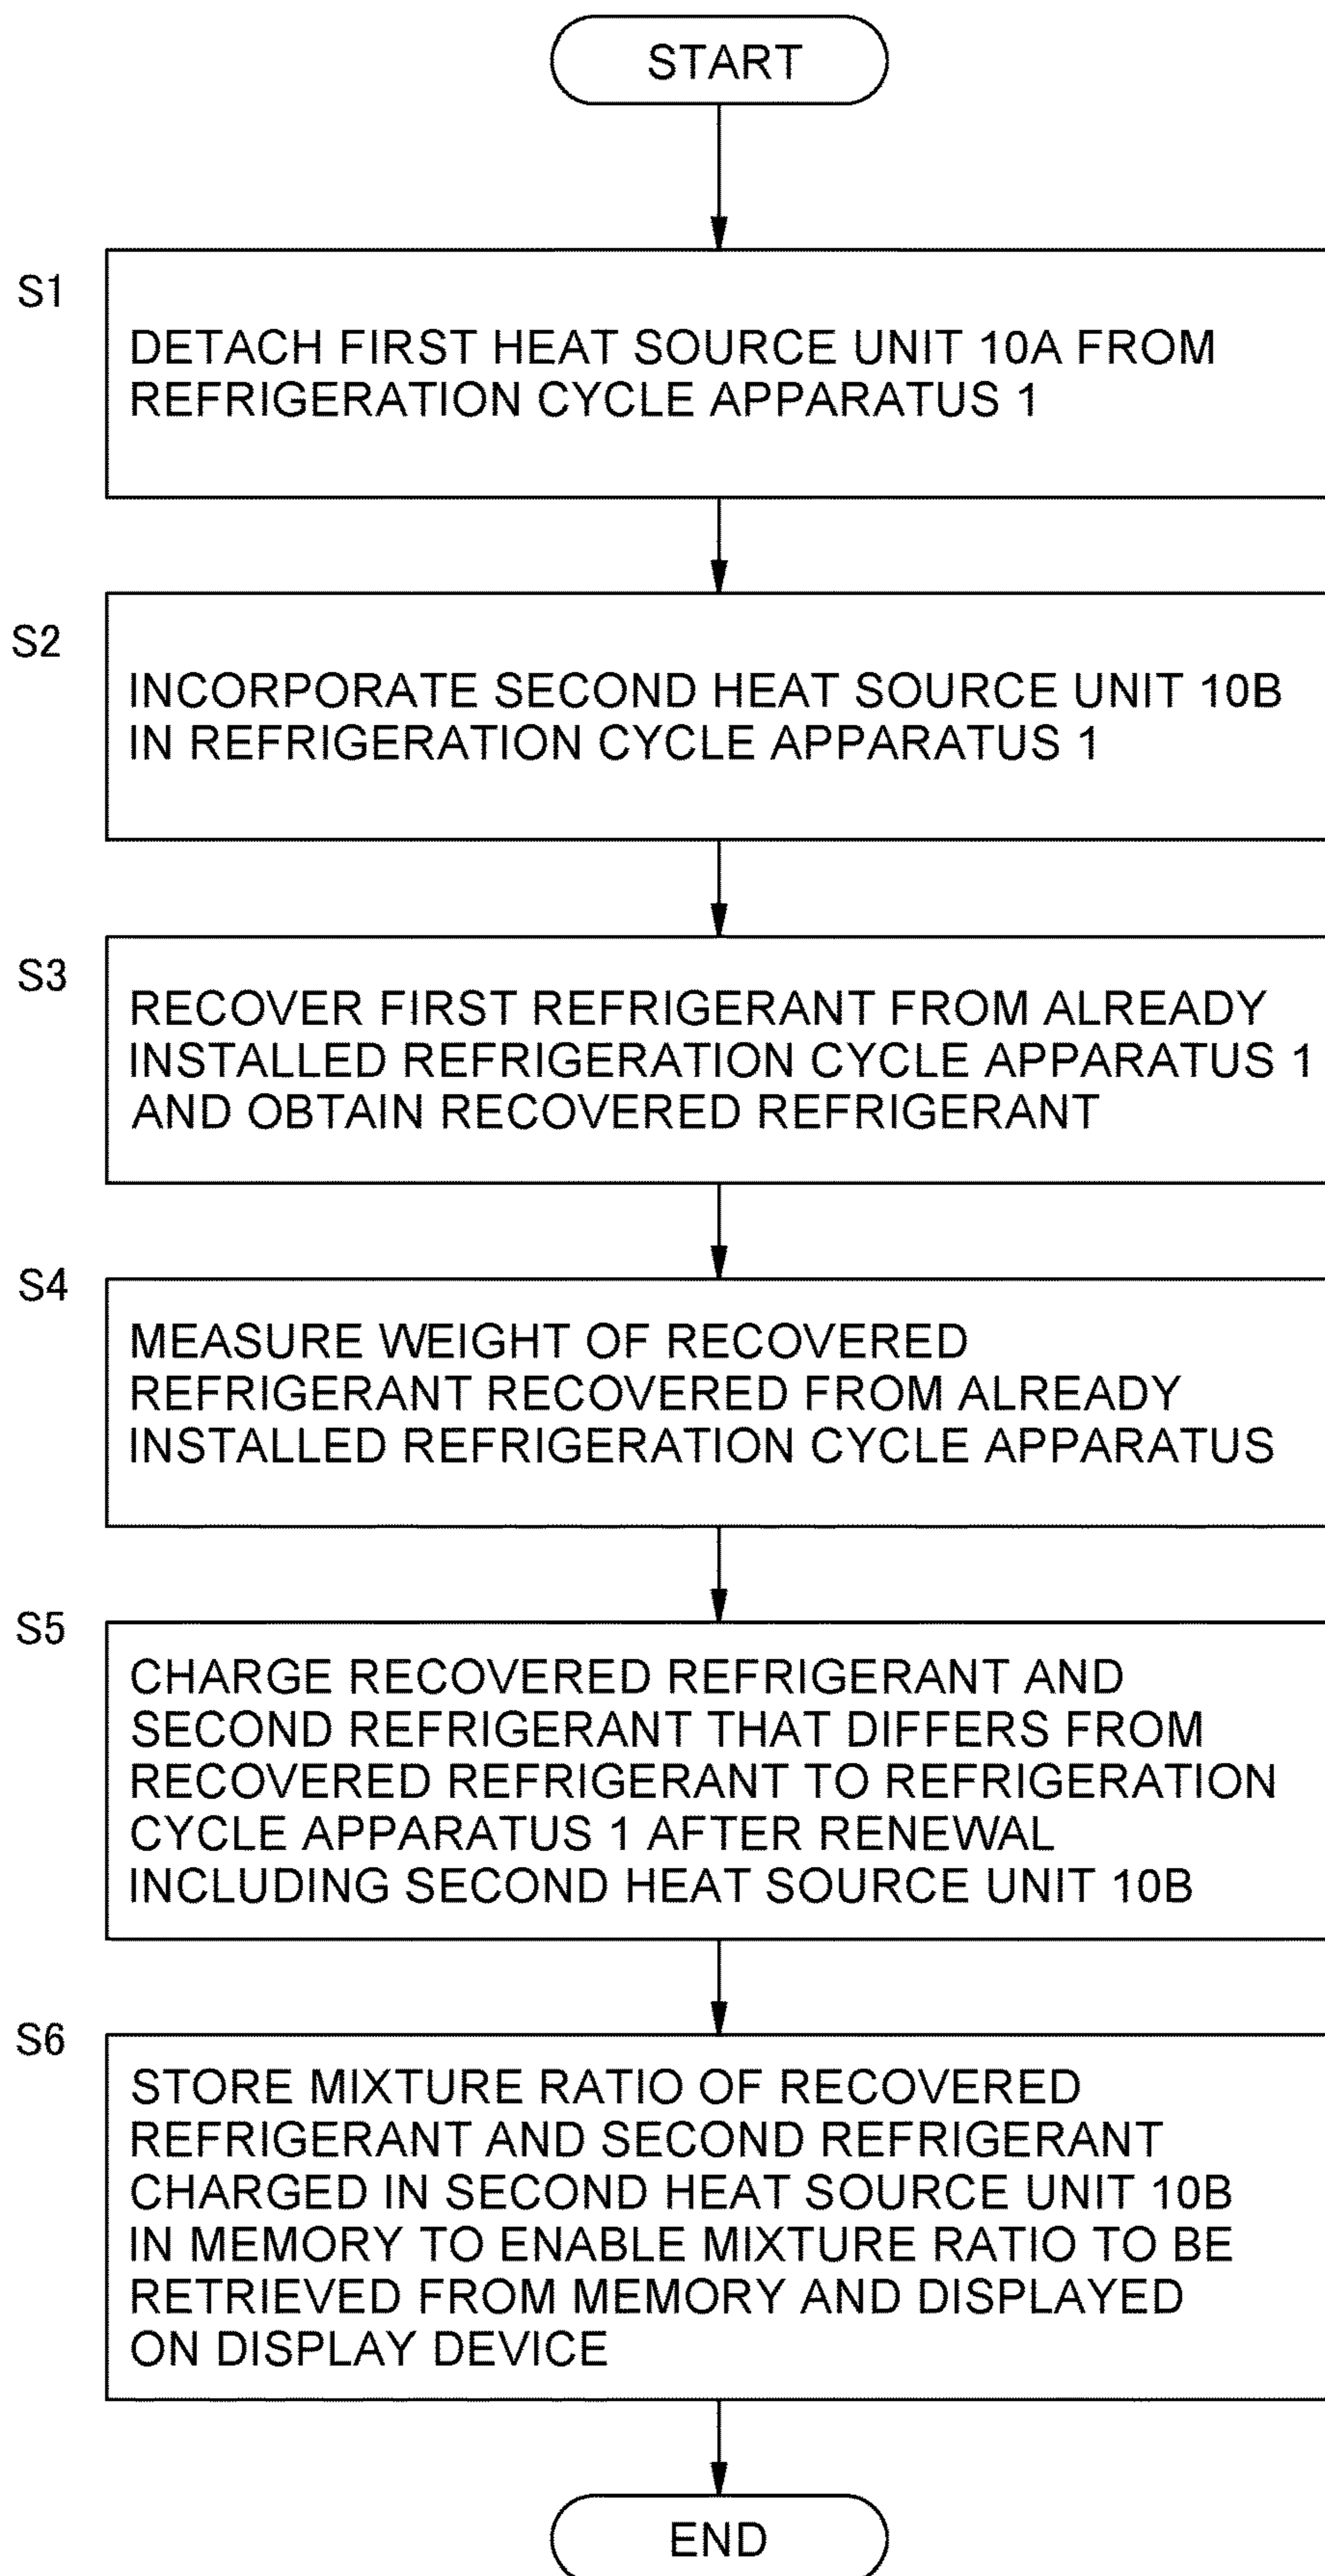 START
S1
DETACH FIRST HEAT SOURCE UNIT 10A FROM
REFRIGERATION CYCLE APPARATUS 1
S2
INCORPORATE SECOND HEAT SOURCE UNIT 10B
IN REFRIGERATION CYCLE APPARATUS 1
S3
RECOVER FIRST REFRIGERANT FROM ALREADY
INSTALLED REFRIGERATION CYCLE APPARATUS 1
AND OBTAIN RECOVERED REFRIGERANT
S4
MEASURE WEIGHT OF RECOVERED
REFRIGERANT RECOVERED FROM ALREADY
INSTALLED REFRIGERATION CYCLE APPARATUS
S5
CHARGE RECOVERED REFRIGERANT AND
SECOND REFRIGERANT THAT DIFFERS FROM
RECOVERED REFRIGERANT TO REFRIGERATION
CYCLE APPARATUS 1 AFTER RENEWAL
INCLUDING SECOND HEAT SOURCE UNIT 10B
S6
STORE MIXTURE RATIO OF RECOVERED
REFRIGERANT AND SECOND REFRIGERANT
CHARGED IN SECOND HEAT SOURCE UNIT 10B
IN MEMORY TO ENABLE MIXTURE RATIO TO BE
RETRIEVED FROM MEMORY AND DISPLAYED
ON DISPLAY DEVICE
END